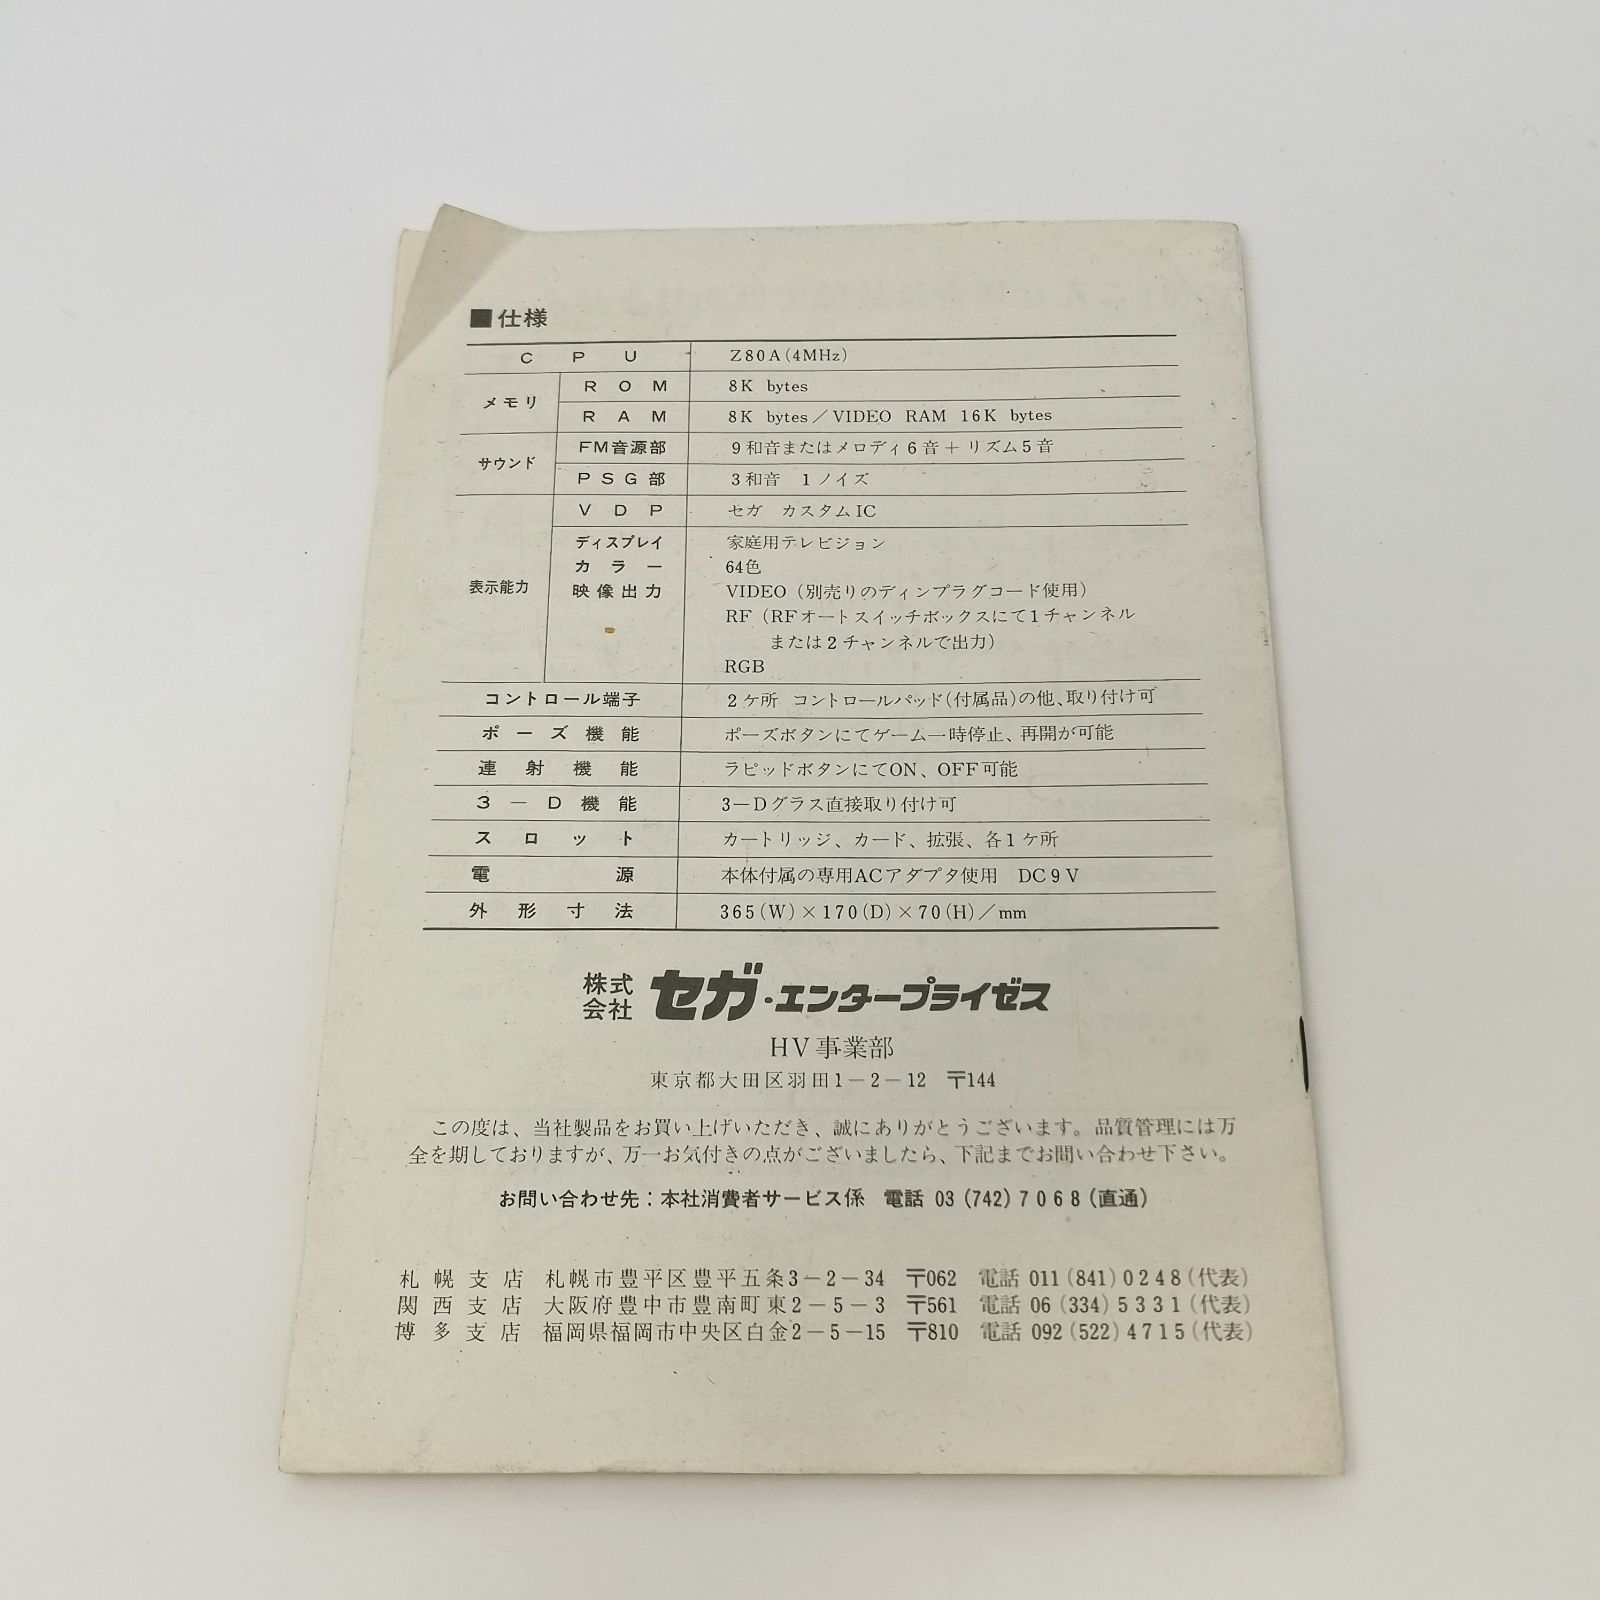 ■仕様
CPU Z80A(4MHz)
メモリ ROM 8K bytes
RAM 8K bytes／VIDEO RAM 16K bytes
サウンド FM音源部 9和音またはメロディ6音＋リズム5音
PSG部 3和音 1ノイズ
表示能力 VDP セガ カスタムIC
ディスプレイ 家庭用テレビジョン
カラー 64色
映像出力 VIDEO（別売りのディンプラグコード使用）
RF（RFオートスイッチボックスにて1チャンネル
または2チャンネルで出力）
RGB
コントロール端子 2ケ所 コントロールパッド(付属品)の他、取り付け可
ポーズ機能 ポーズボタンにてゲーム一時停止、再開が可能
連射機能 ラピッドボタンにてON、OFF可能
3－D機能 3－Dグラス直接取り付け可
スロット カートリッジ、カード、拡張、各1ケ所
電源 本体付属の専用ACアダプタ使用 DC9V
外形寸法 365(W)×170(D)×70(H)／mm
株式会社 セガ・エンタープライゼス
HV事業部
東京都大田区羽田1－2－12 〒144
この度は、当社製品をお買い上げいただき、誠にありがとうございます。品質管理には万
全を期しておりますが、万一お気付きの点がございましたら、下記までお問い合わせ下さい。
お問い合わせ先：本社消費者サービス係 電話 03(742)7068(直通)
札幌支店 札幌市豊平区豊平五条3－2－34 〒062 電話 011(841)0248(代表)
関西支店 大阪府豊中市豊南町東2－5－3 〒561 電話 06(334)5331(代表)
博多支店 福岡県福岡市中央区白金2－5－15 〒810 電話 092(522)4715(代表)